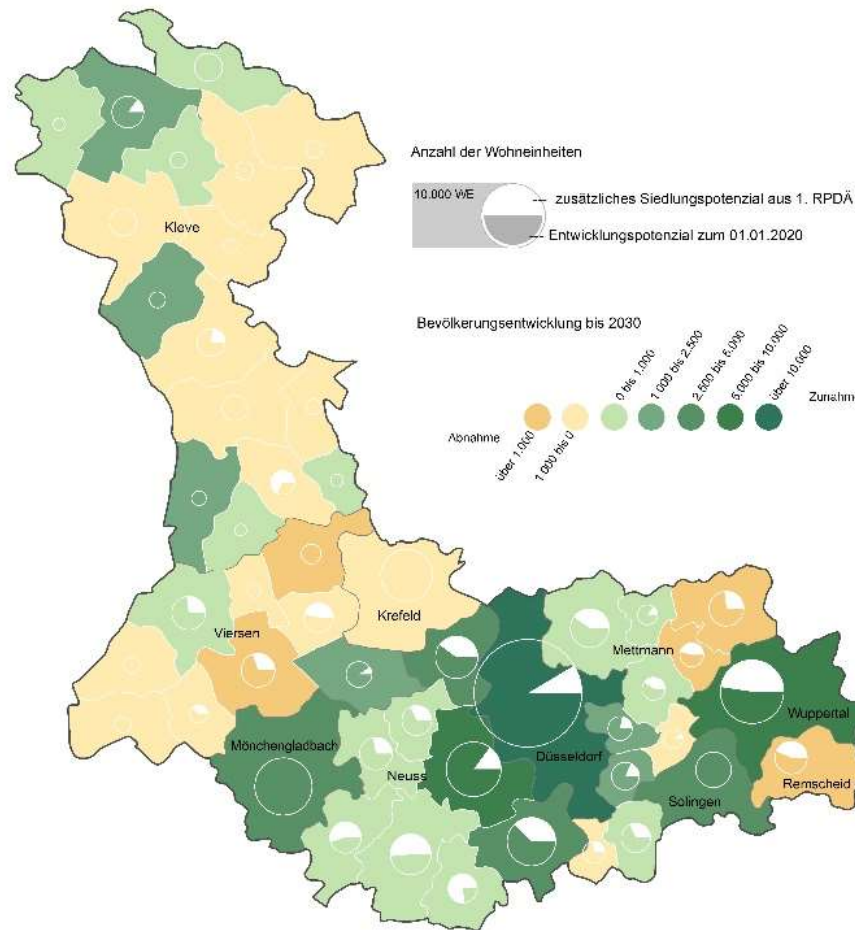 Anzahl der Wohneinheiten
10.000 WE
zusätzliches Siedlungspotenzial aus 1. RPDÄ
Entwicklungspotenzial zum 01.01.2020
Kleve
Bevölkerungsentwicklung bis 2030
0 bis 1.000
1 000 bis 2.500
2.500 bis 5.000
5.000 bis 10.000
über 10.000
Zunahme
Abnahme
über 1.000
1 000 bis 0
Krefeld
Viersen
Mettmann
Wuppertal
Mönchengladbach
Düsseldorf
Neuss
Remscheid
Solingen